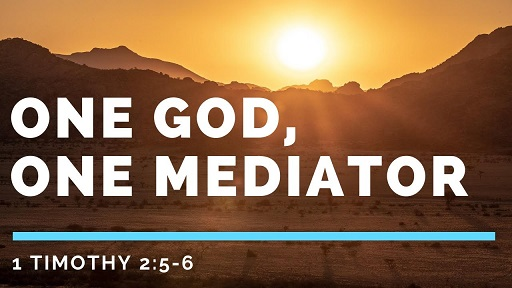 ONE GOD,
ONE MEDIATOR
1 TIMOTHY 2:5-6